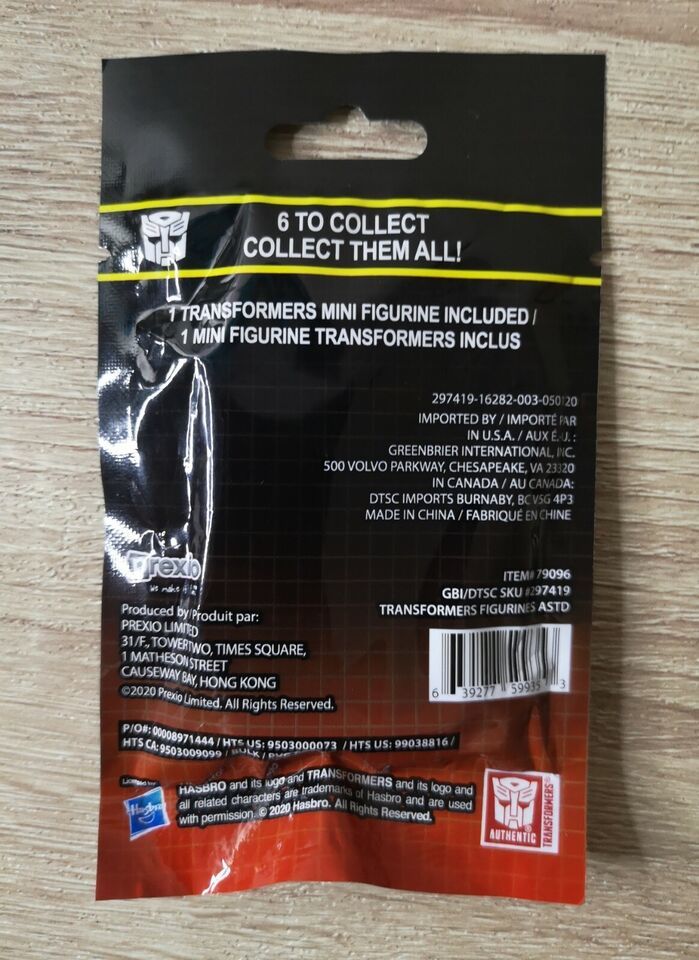 6 TO COLLECT
COLLECT THEM ALL!
1 TRANSFORMERS MINI FIGURINE INCLUDED /
1 MINI FIGURINE TRANSFORMERS INCLUS
297419-16282-003-050120
IMPORTED BY / IMPORTÉ PAR
IN U.S.A. / AUX É.-U. :
GREENBRIER INTERNATIONAL, INC.
500 VOLVO PARKWAY, CHESAPEAKE, VA 23320
IN CANADA / AU CANADA:
DTSC IMPORTS BURNABY, BC V5G 4P3
MADE IN CHINA / FABRIQUÉ EN CHINE
Prexio
We make
ITEM# 79096
GBI/DTSC SKU #297419
TRANSFORMERS FIGURINES ASTD
6 39277 59935 3
Produced by/Produit par:
PREXIO LIMITED
31/F., TOWER TWO, TIMES SQUARE,
1 MATHESON STREET
CAUSEWAY BAY, HONG KONG
©2020 Prexio Limited. All Rights Reserved.
P/O#: 00008971444 / HTS US: 9503000073 / HTS US: 99038816 /
HTS CA: 9503009099 / BULK /
Licensed by:
Hasbro
HASBRO and its logo and TRANSFORMERS and its logo and
all related characters are trademarks of Hasbro and are used
with permission. © 2020 Hasbro. All Rights Reserved.
AUTHENTIC
TRANSFORMERS